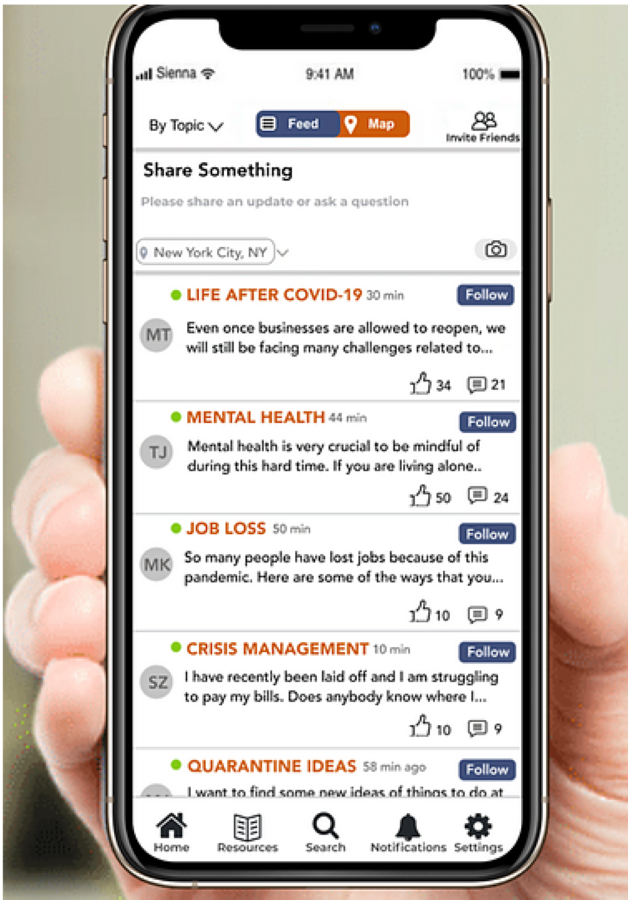 Sienna
9:41 AM
100%
By Topic
Feed
Map
Invite Friends
Share Something
Please share an update or ask a question
New York City, NY
LIFE AFTER COVID-19 30 min
Follow
MT
Even once businesses are allowed to reopen, we
will still be facing many challenges related to...
34
21
MENTAL HEALTH 44 min
Follow
TJ
Mental health is very crucial to be mindful of
during this hard time. If you are living alone..
50
24
JOB LOSS 50 min
Follow
MK
So many people have lost jobs because of this
pandemic. Here are some of the ways that you...
10
9
CRISIS MANAGEMENT 10 min
Follow
SZ
I have recently been laid off and I am struggling
to pay my bills. Does anybody know where I...
10
9
QUARANTINE IDEAS 58 min ago
Follow
I want to find some new ideas of things to do at
Home
Resources
Search
Notifications
Settings